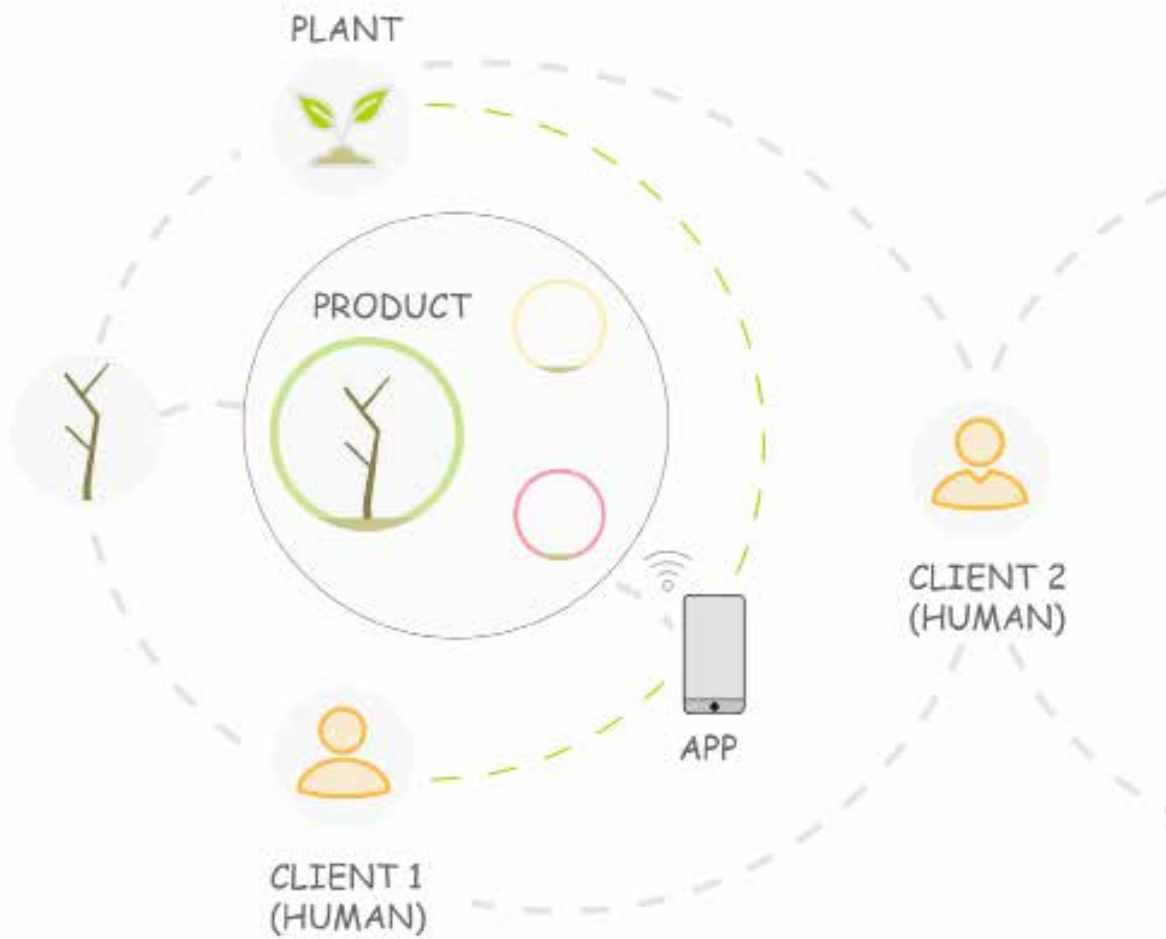 PLANT
PRODUCT
CLIENT 2
(HUMAN)
APP
CLIENT 1
(HUMAN)